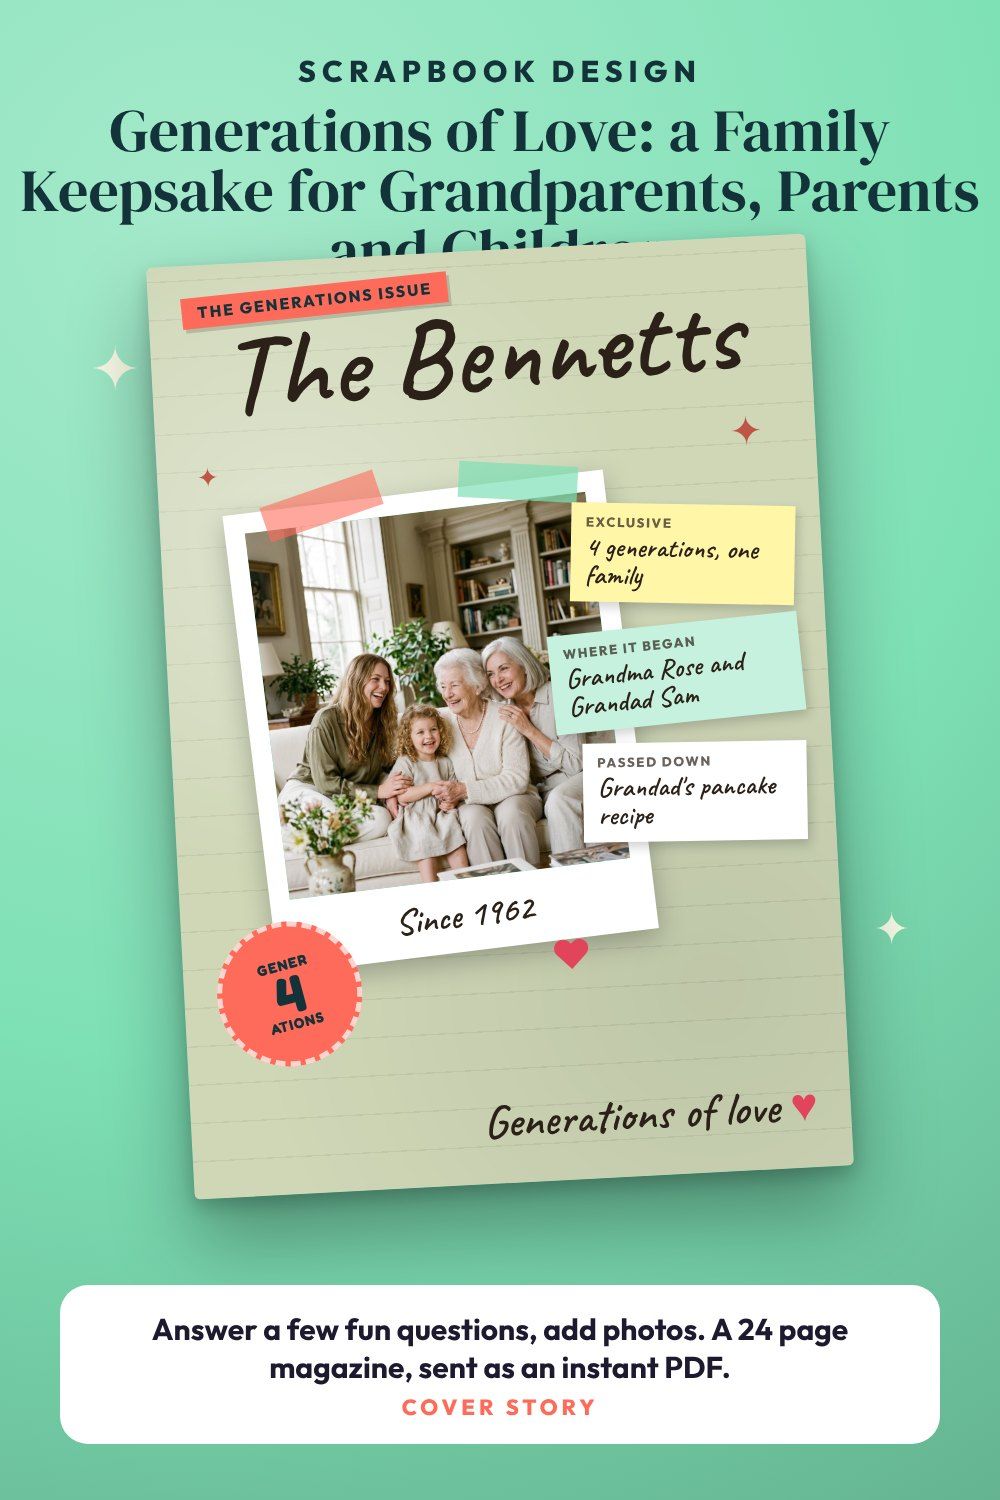 SCRAPBOOK DESIGN
Generations of Love: a Family
Keepsake for Grandparents, Parents
and
THE GENERATIONS ISSUE
The Bennetts
EXCLUSIVE
4 generations, one
family
WHERE IT BEGAN
Grandma Rose and
Grandad Sam
PASSED DOWN
Grandad's pancake
recipe
Since 1962
GENER
4
ATIONS
Generations of love
Answer a few fun questions, add photos. A 24 page
magazine, sent as an instant PDF.
COVER STORY